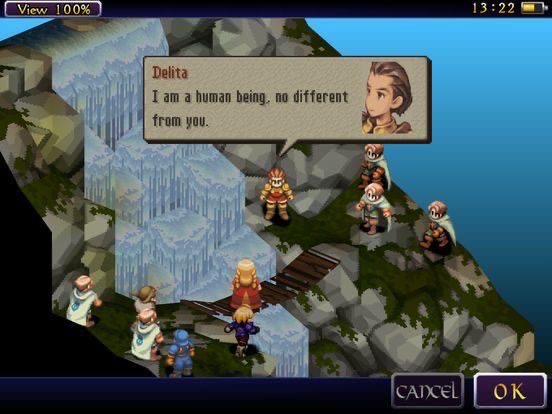 View 100%
13:22
Delita
I am a human being, no different
from you.
CANCEL
OK